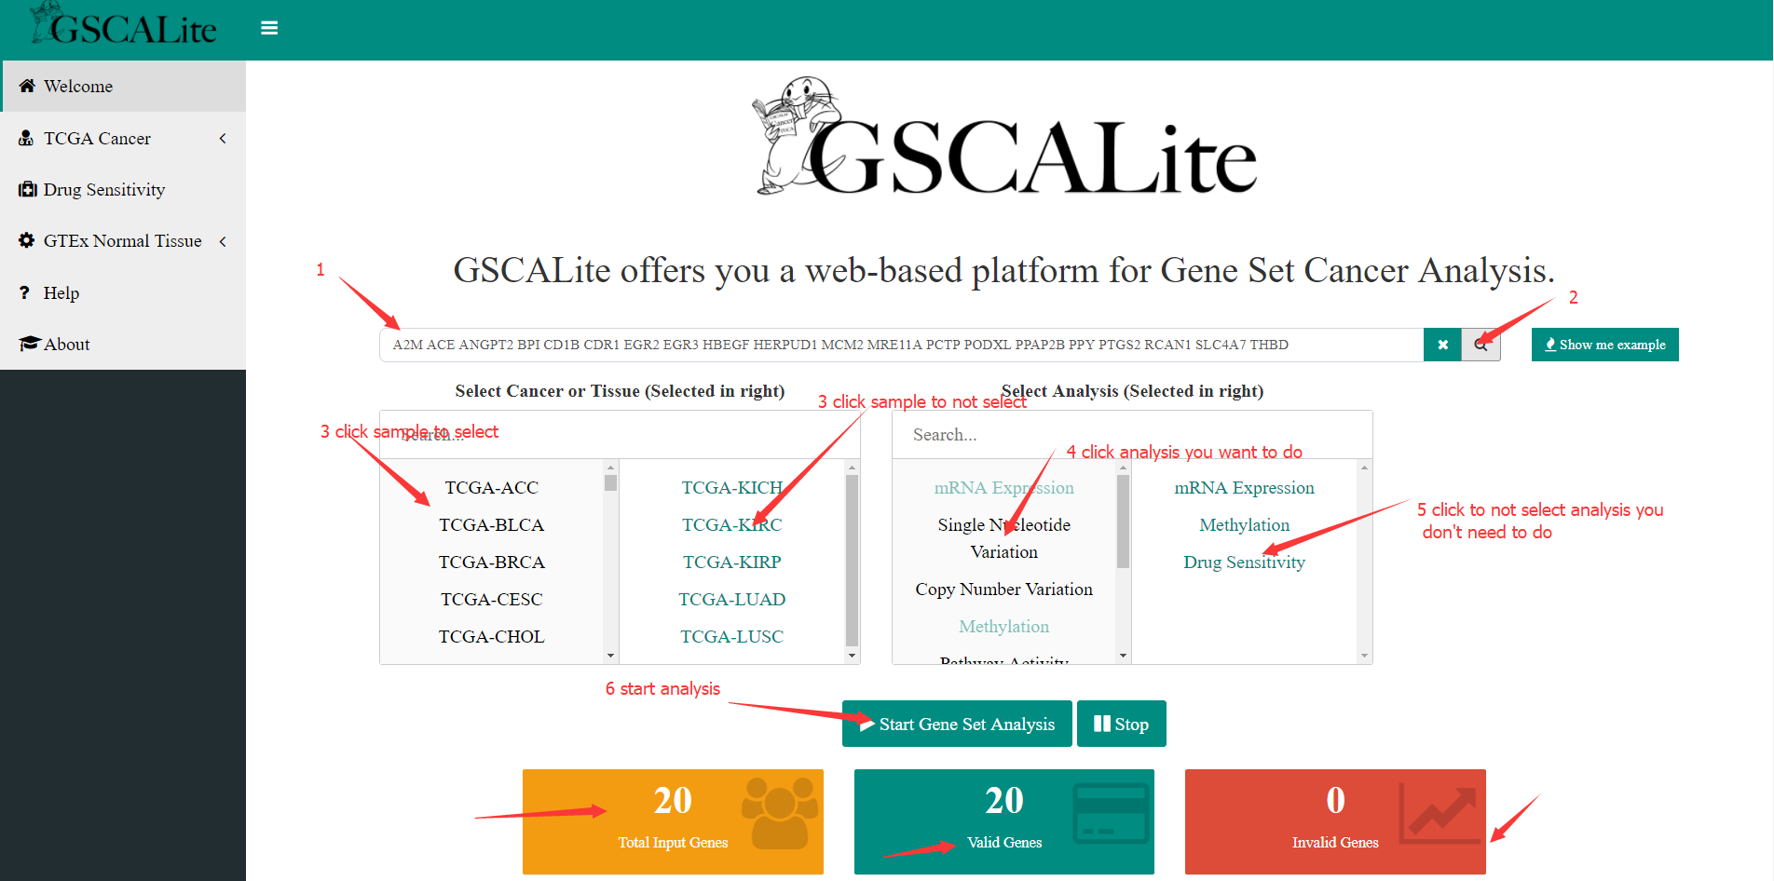 GSCALite
Welcome
TCGA Cancer
Drug Sensitivity
GTEx Normal Tissue
? Help
About
GSCALite
GSCALite offers you a web-based platform for Gene Set Cancer Analysis.
1
2
A2M ACE ANGPT2 BPI CD1B CDR1 EGR2 EGR3 HBEGF HERPUD1 MCM2 MRE11A PCTP PODXL PPAP2B PPY PTGS2 RCAN1 SLC4A7 THBD
Show me example
Select Cancer or Tissue (Selected in right)
Select Analysis (Selected in right)
3 click sample to select
3 click sample to not select
Search...
Search...
4 click analysis you want to do
5 click to not select analysis you
don't need to do
TCGA-ACC
TCGA-BLCA
TCGA-BRCA
TCGA-CESC
TCGA-CHOL
TCGA-KICH
TCGA-KIRC
TCGA-KIRP
TCGA-LUAD
TCGA-LUSC
mRNA Expression
Single Nucleotide
Variation
Copy Number Variation
Methylation
Pathway Activity
mRNA Expression
Methylation
Drug Sensitivity
6 start analysis
Start Gene Set Analysis
Stop
20
Total Input Genes
20
Valid Genes
0
Invalid Genes